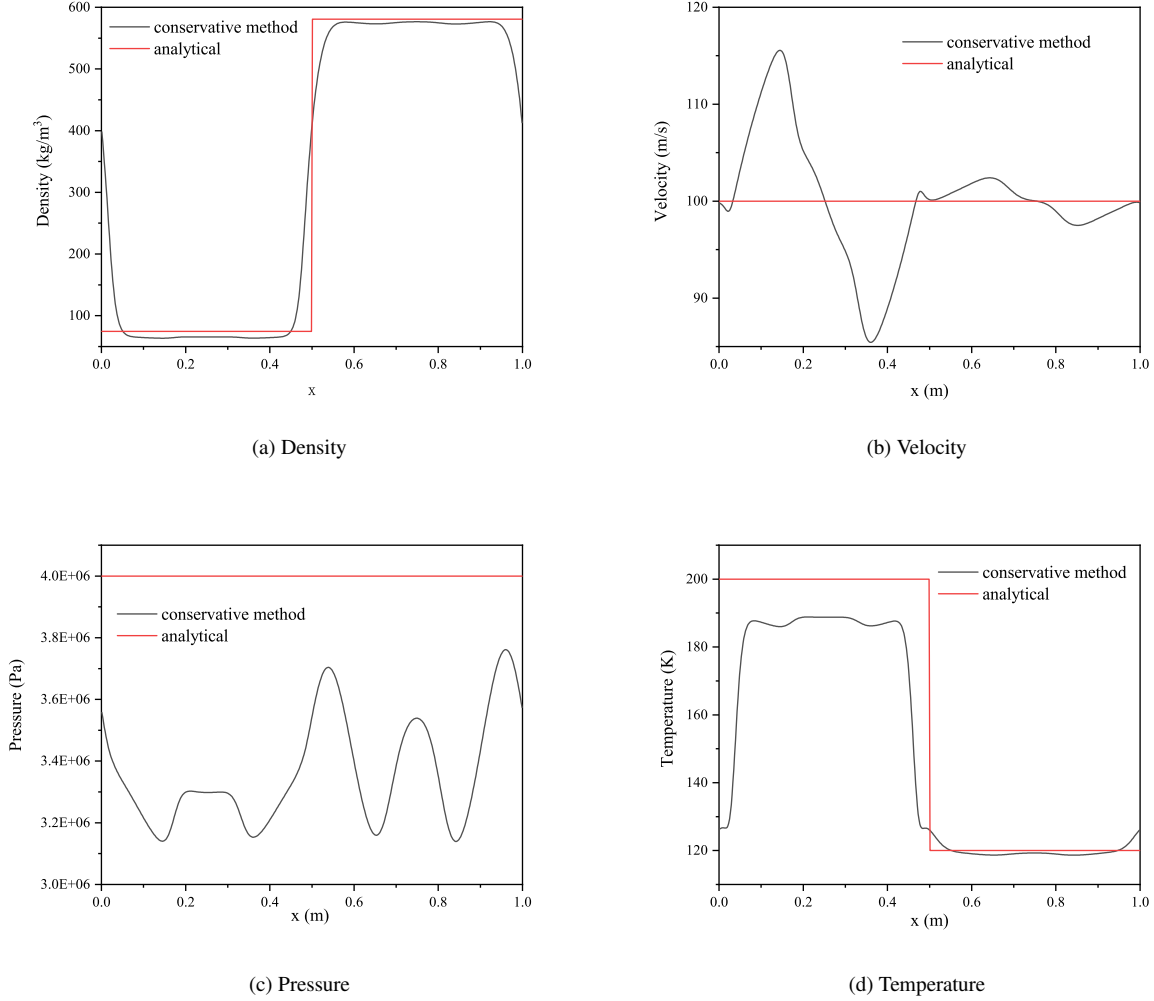 600
500
400
300
200
100
Density (kg/m³)
conservative method
analytical
0.0 0.2 0.4 0.6 0.8 1.0
x
(a) Density
120
110
100
90
Velocity (m/s)
conservative method
analytical
0.0 0.2 0.4 0.6 0.8 1.0
x (m)
(b) Velocity
4.0E+06
3.8E+06
3.6E+06
3.4E+06
3.2E+06
3.0E+06
Pressure (Pa)
conservative method
analytical
0.0 0.2 0.4 0.6 0.8 1.0
x (m)
(c) Pressure
200
180
160
140
120
Temperature (K)
conservative method
analytical
0.0 0.2 0.4 0.6 0.8 1.0
x (m)
(d) Temperature